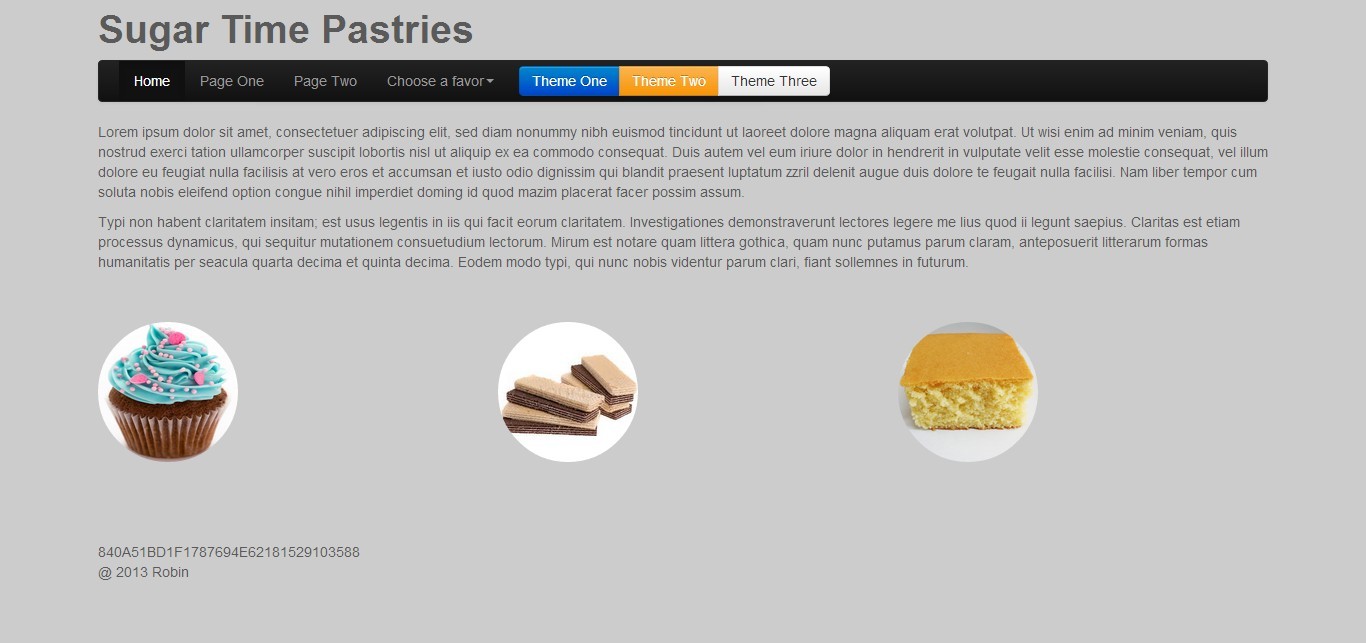 Sugar Time Pastries
Home Page One Page Two Choose a favor Theme One Theme Two Theme Three
Lorem ipsum dolor sit amet, consectetuer adipiscing elit, sed diam nonummy nibh euismod tincidunt ut laoreet dolore magna aliquam erat volutpat. Ut wisi enim ad minim veniam, quis
nostrud exerci tation ullamcorper suscipit lobortis nisl ut aliquip ex ea commodo consequat. Duis autem vel eum iriure dolor in hendrerit in vulputate velit esse molestie consequat, vel illum
dolore eu feugiat nulla facilisis at vero eros et accumsan et iusto odio dignissim qui blandit praesent luptatum zzril delenit augue duis dolore te feugait nulla facilisi. Nam liber tempor cum
soluta nobis eleifend option congue nihil imperdiet doming id quod mazim placerat facer possim assum.
Typi non habent claritatem insitam; est usus legentis in iis qui facit eorum claritatem. Investigationes demonstraverunt lectores legere me lius quod ii legunt saepius. Claritas est etiam
processus dynamicus, qui sequitur mutationem consuetudium lectorum. Mirum est notare quam littera gothica, quam nunc putamus parum claram, anteposuerit litterarum formas
humanitatis per seacula quarta decima et quinta decima. Eodem modo typi, qui nunc nobis videntur parum clari, fiant sollemnes in futurum.
840A51BD1F1787694E62181529103588
@ 2013 Robin